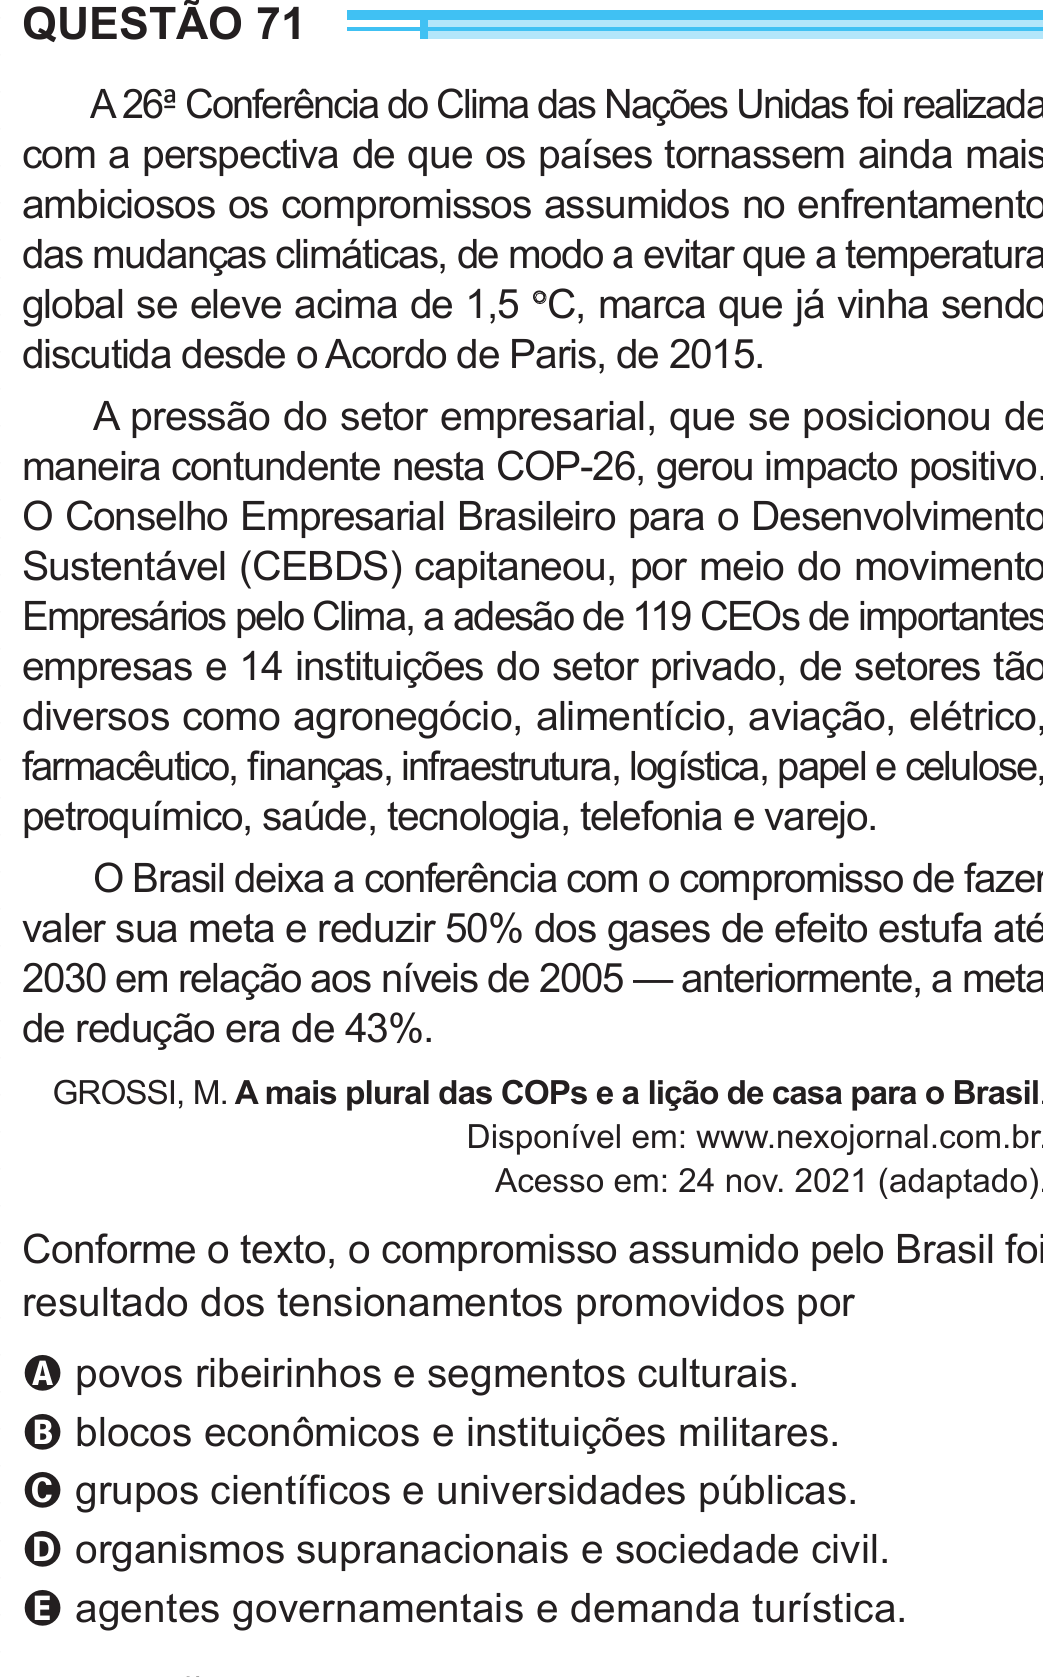 QUESTÃO 71
A 26ª Conferência do Clima das Nações Unidas foi realizada
com a perspectiva de que os países tornassem ainda mais
ambiciosos os compromissos assumidos no enfrentamento
das mudanças climáticas, de modo a evitar que a temperatura
global se eleve acima de 1,5 °C, marca que já vinha sendo
discutida desde o Acordo de Paris, de 2015.
A pressão do setor empresarial, que se posicionou de
maneira contundente nesta COP-26, gerou impacto positivo.
O Conselho Empresarial Brasileiro para o Desenvolvimento
Sustentável (CEBDS) capitaneou, por meio do movimento
Empresários pelo Clima, a adesão de 119 CEOs de importantes
empresas e 14 instituições do setor privado, de setores tão
diversos como agronegócio, alimentício, aviação, elétrico,
farmacêutico, finanças, infraestrutura, logística, papel e celulose,
petroquímico, saúde, tecnologia, telefonia e varejo.
O Brasil deixa a conferência com o compromisso de fazer
valer sua meta e reduzir 50% dos gases de efeito estufa até
2030 em relação aos níveis de 2005 — anteriormente, a meta
de redução era de 43%.
GROSSI, M. A mais plural das COPs e a lição de casa para o Brasil.
Disponível em: www.nexojornal.com.br.
Acesso em: 24 nov. 2021 (adaptado).
Conforme o texto, o compromisso assumido pelo Brasil foi
resultado dos tensionamentos promovidos por
A povos ribeirinhos e segmentos culturais.
B blocos econômicos e instituições militares.
C grupos científicos e universidades públicas.
D organismos supranacionais e sociedade civil.
E agentes governamentais e demanda turística.